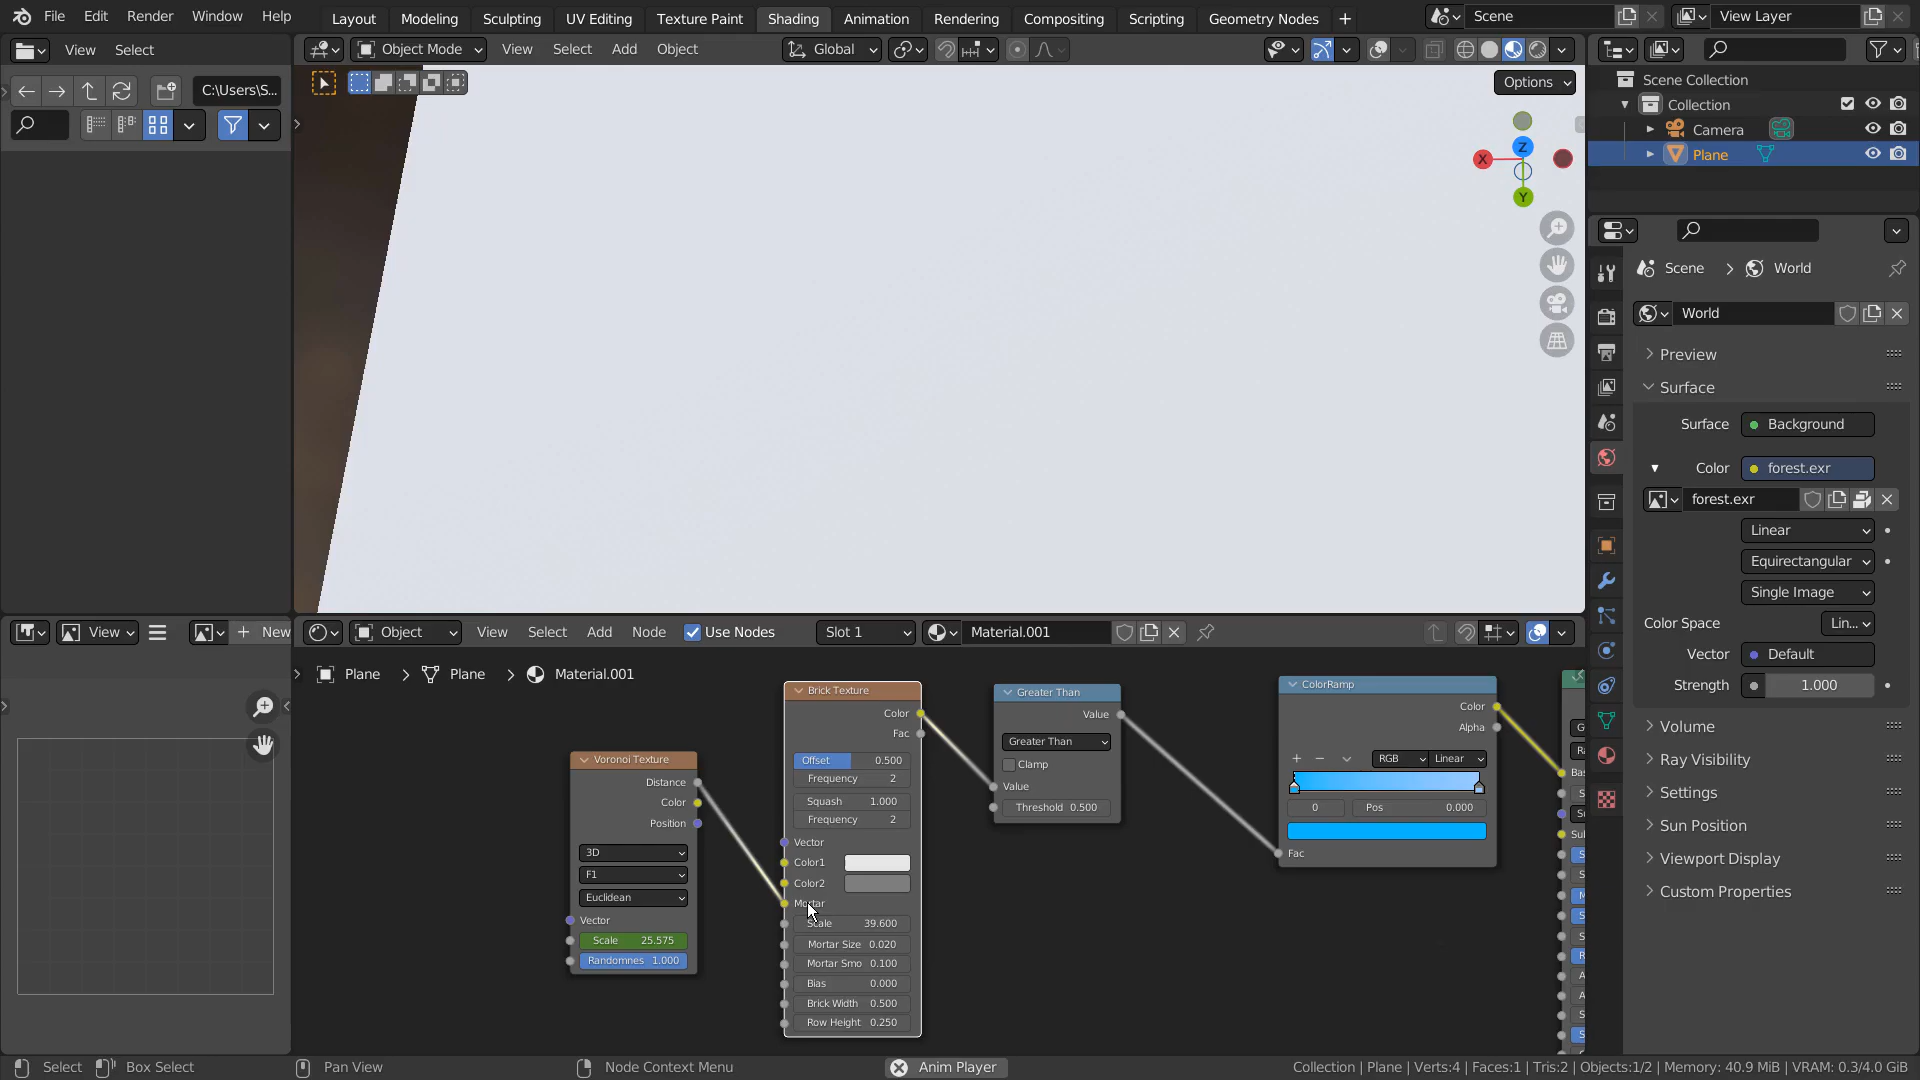 File Edit Render Window Help Layout Modeling Sculpting UV Editing Texture Paint Shading Animation Rendering Compositing Scripting Geometry Nodes + Scene View Layer
View Select
Object Mode View Select Add Object Global
C:\Users\S...
Options
X Z Y
Scene Collection
Collection
Camera
Plane
Scene > World
World
Preview
Surface
Surface Background
Color forest.exr
forest.exr
Linear
Equirectangular
Single Image
Color Space Lin...
Vector Default
Strength 1.000
Volume
Ray Visibility
Settings
Sun Position
Viewport Display
Custom Properties
View + New
Object View Select Add Node Use Nodes Slot 1 Material.001
Plane > Plane > Material.001
Voronoi Texture
Distance
Color
Position
3D
F1
Euclidean
Vector
Scale 25.575
Randomnes 1.000
Brick Texture
Color
Fac
Offset 0.500
Frequency 2
Squash 1.000
Frequency 2
Vector
Color1
Color2
Mortar
Scale 39.600
Mortar Size 0.020
Mortar Smo 0.100
Bias 0.000
Brick Width 0.500
Row Height 0.250
Greater Than
Value
Greater Than
Clamp
Value
Threshold 0.500
ColorRamp
Color
Alpha
+ − RGB Linear
0 Pos 0.000
Fac
Select Box Select Pan View Node Context Menu Anim Player Collection | Plane | Verts:4 | Faces:1 | Tris:2 | Objects:1/2 | Memory: 40.9 MiB | VRAM: 0.3/4.0 GiB